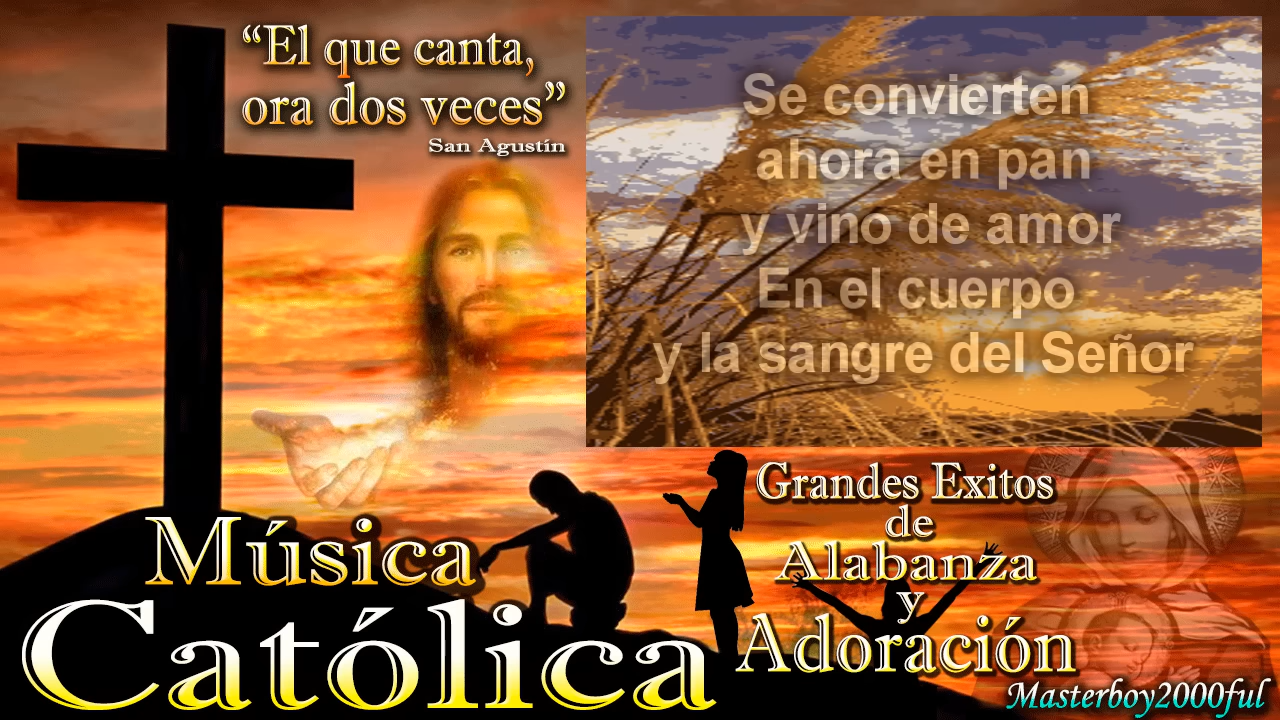 “El que canta,
ora dos veces”
San Agustín
Se convierten
ahora en pan
y vino de amor
En el cuerpo
y la sangre del Señor
Música
Católica
Grandes Exitos
de
Alabanza
y
Adoración
Masterboy2000ful